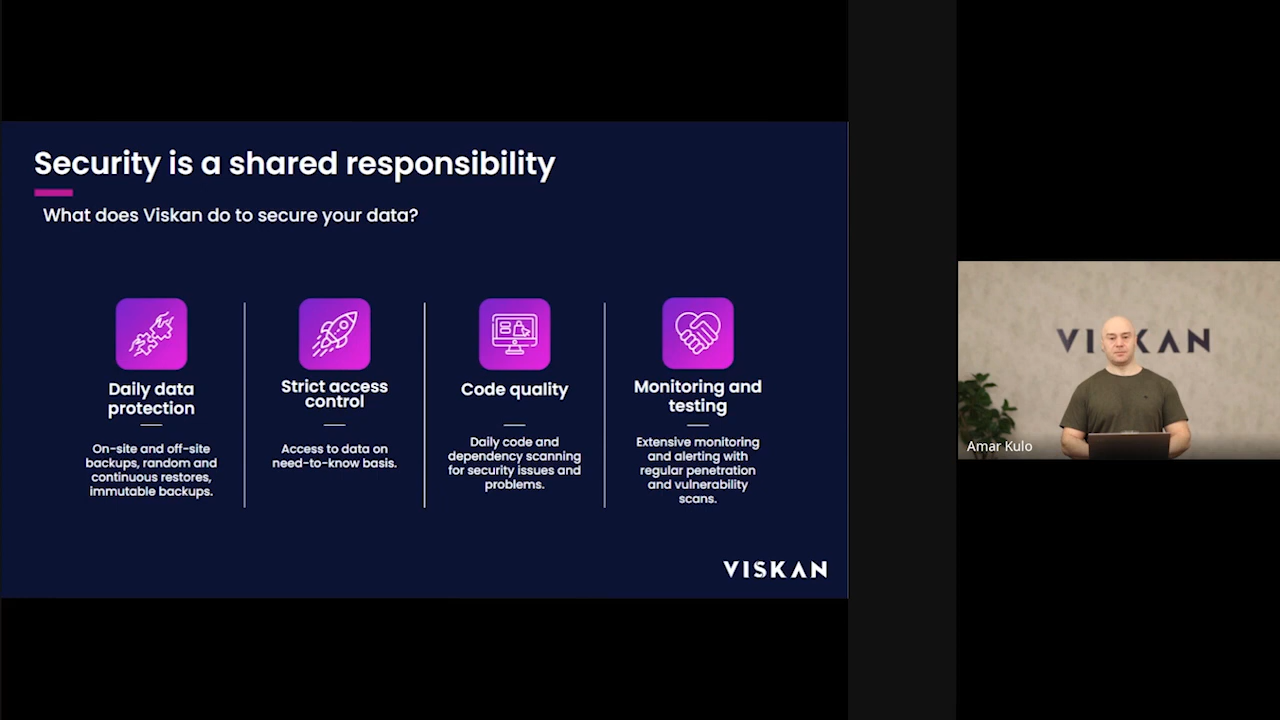 Security is a shared responsibility
What does Viskan do to secure your data?
Daily data
protection
On-site and off-site
backups, random and
continuous restores,
immutable backups.
Strict access
control
Access to data on
need-to-know basis.
Code quality
Daily code and
dependency scanning
for security issues and
problems.
Monitoring and
testing
Extensive monitoring
and alerting with
regular penetration
and vulnerability
scans.
VISKAN
Amar Kulo